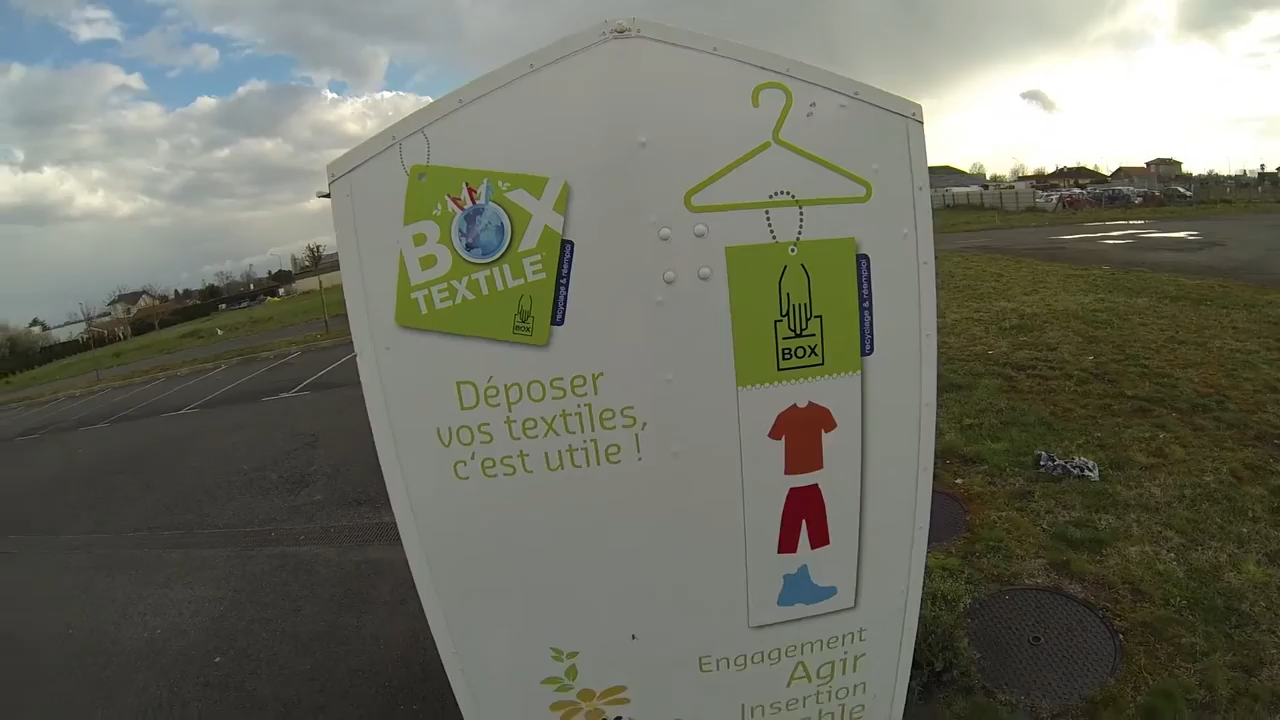 BOX
TEXTILE
BOX
recyclage & réemploi
Déposer
vos textiles,
c'est utile !
BOX
recyclage & réemploi
Engagement
Agir
Insertion